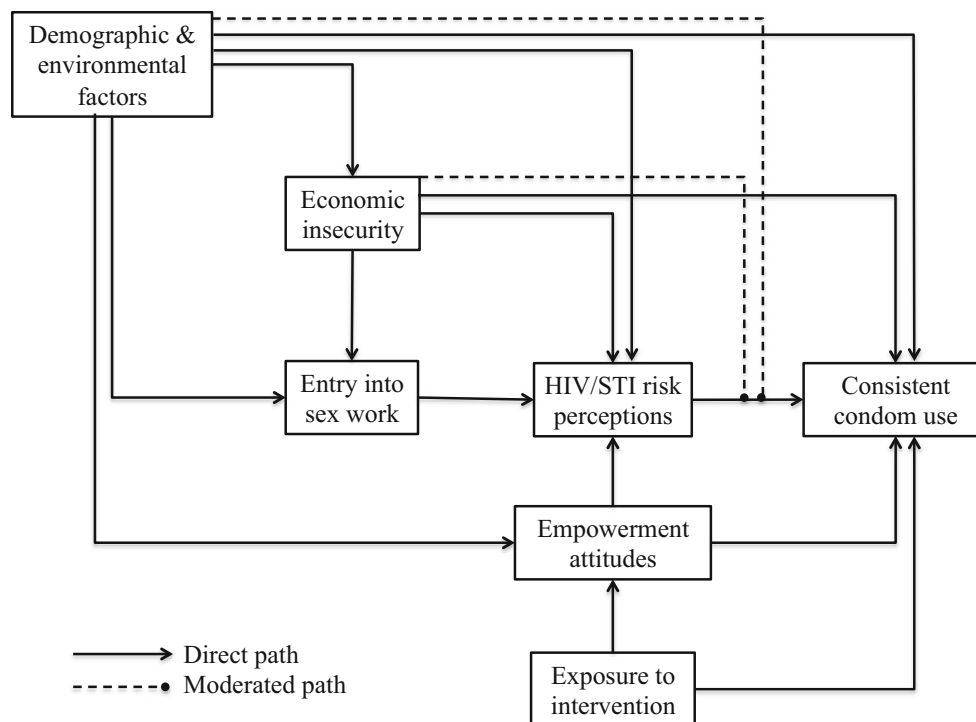 Demographic &
environmental
factors
Economic
insecurity
Entry into
sex work
HIV/STI risk
perceptions
Consistent
condom use
Empowerment
attitudes
Exposure to
intervention
Direct path
Moderated path